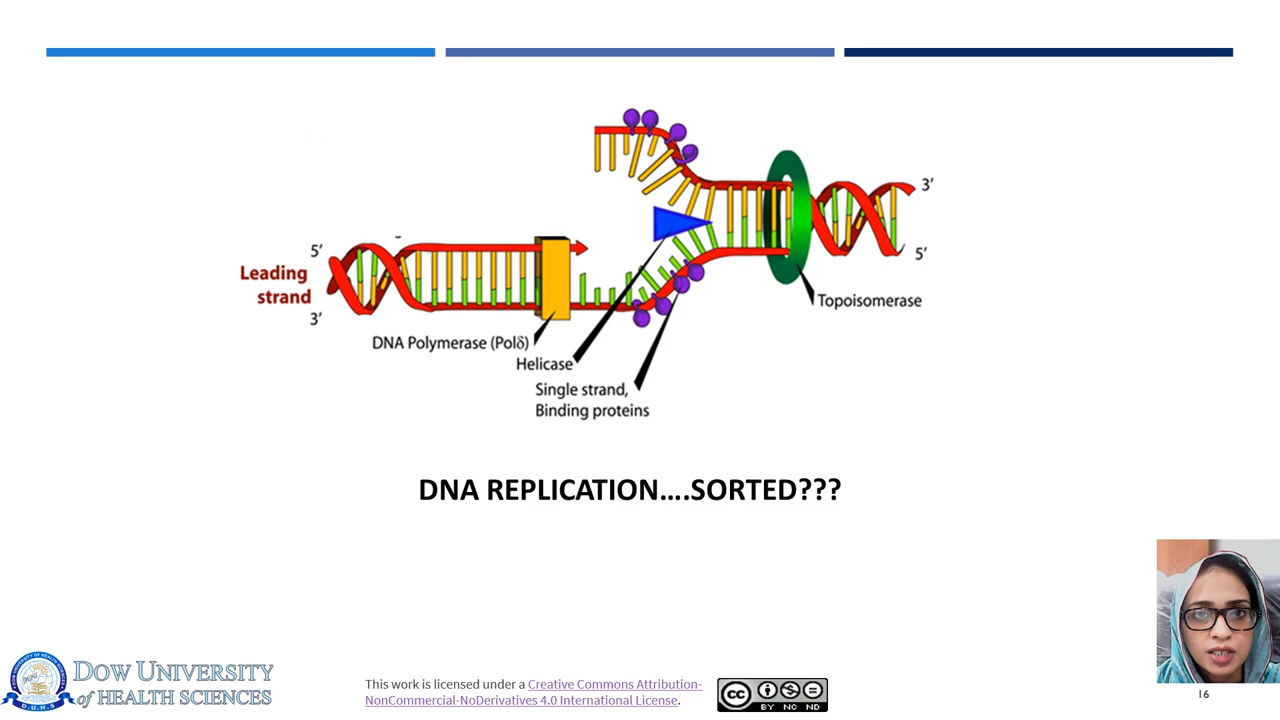 3’
5’
5’
Leading
strand
3’
Topoisomerase
DNA Polymerase (Polδ)
Helicase
Single strand,
Binding proteins
DNA REPLICATION....SORTED???
DOW UNIVERSITY
of HEALTH SCIENCES
D.U.H.S
This work is licensed under a Creative Commons Attribution-
NonCommercial-NoDerivatives 4.0 International License.
cc
BY NC ND
16